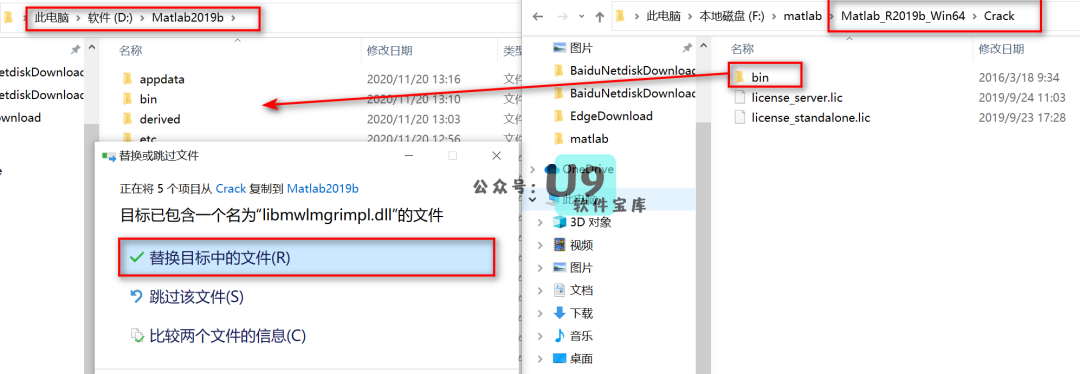 此电脑 > 软件 (D:) > Matlab2019b >
名称 修改日期 类型
etdiskDownload
appdata 2020/11/20 13:16 文件
bin 2020/11/20 13:10 文件
derived 2020/11/20 13:03 文件
etc 2020/11/20 12:56 文件
替换或跳过文件
正在将 5 个项目从 Crack 复制到 Matlab2019b
目标已包含一个名为“libmwlmgrimpl.dll”的文件
替换目标中的文件(R)
跳过该文件(S)
比较两个文件的信息(C)
此电脑 > 本地磁盘 (F:) > matlab > Matlab_R2019b_Win64 > Crack
图片
BaiduNetdiskDownload
BaiduNetdiskDownload
EdgeDownload
matlab
OneDrive
此电脑
3D 对象
视频
图片
文档
下载
音乐
桌面
名称 修改日期
bin 2016/3/18 9:34
license_server.lic 2019/9/24 11:03
license_standalone.lic 2019/9/23 17:28
公众号:
U9
软件宝库